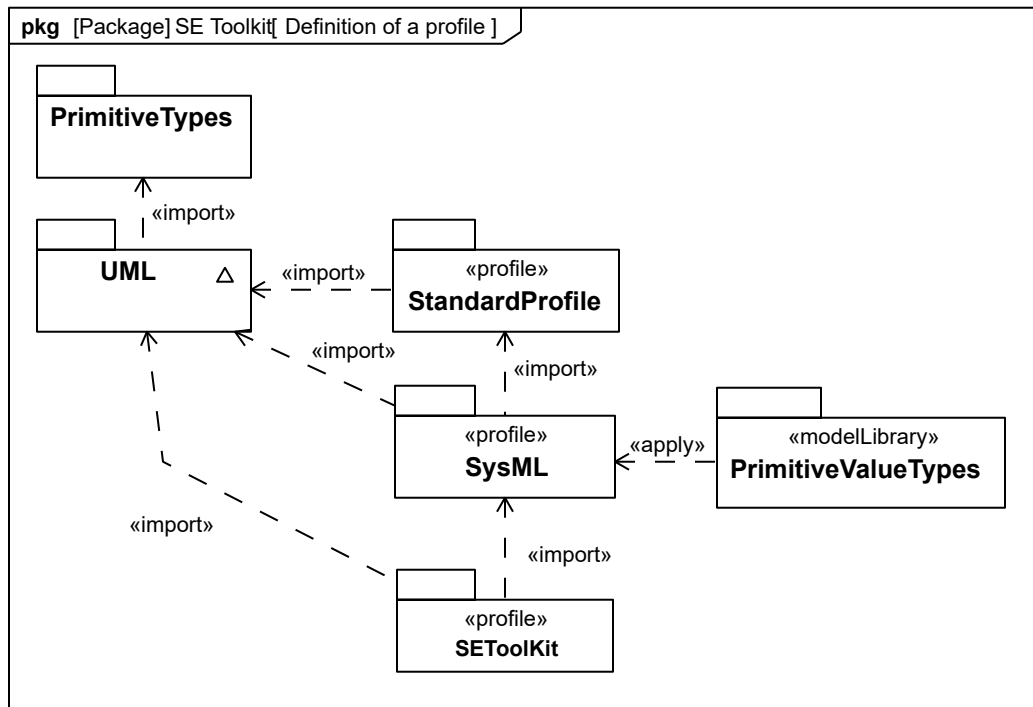 pkg [Package] SE Toolkit[ Definition of a profile ]
PrimitiveTypes
«import»
UML
«import»
«profile»
StandardProfile
«import»
«import»
«profile»
SysML
«apply»
«modelLibrary»
PrimitiveValueTypes
«import»
«import»
«profile»
SEToolKit